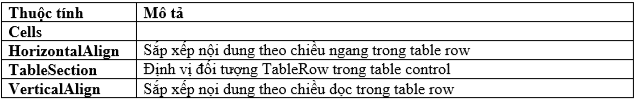 Thuộc tính Mô tả
Cells
HorizontalAlign Sắp xếp nội dung theo chiều ngang trong table row
TableSection Định vị đối tượng TableRow trong table control
VerticalAlign Sắp xếp nọi dung theo chiều dọc trong table row